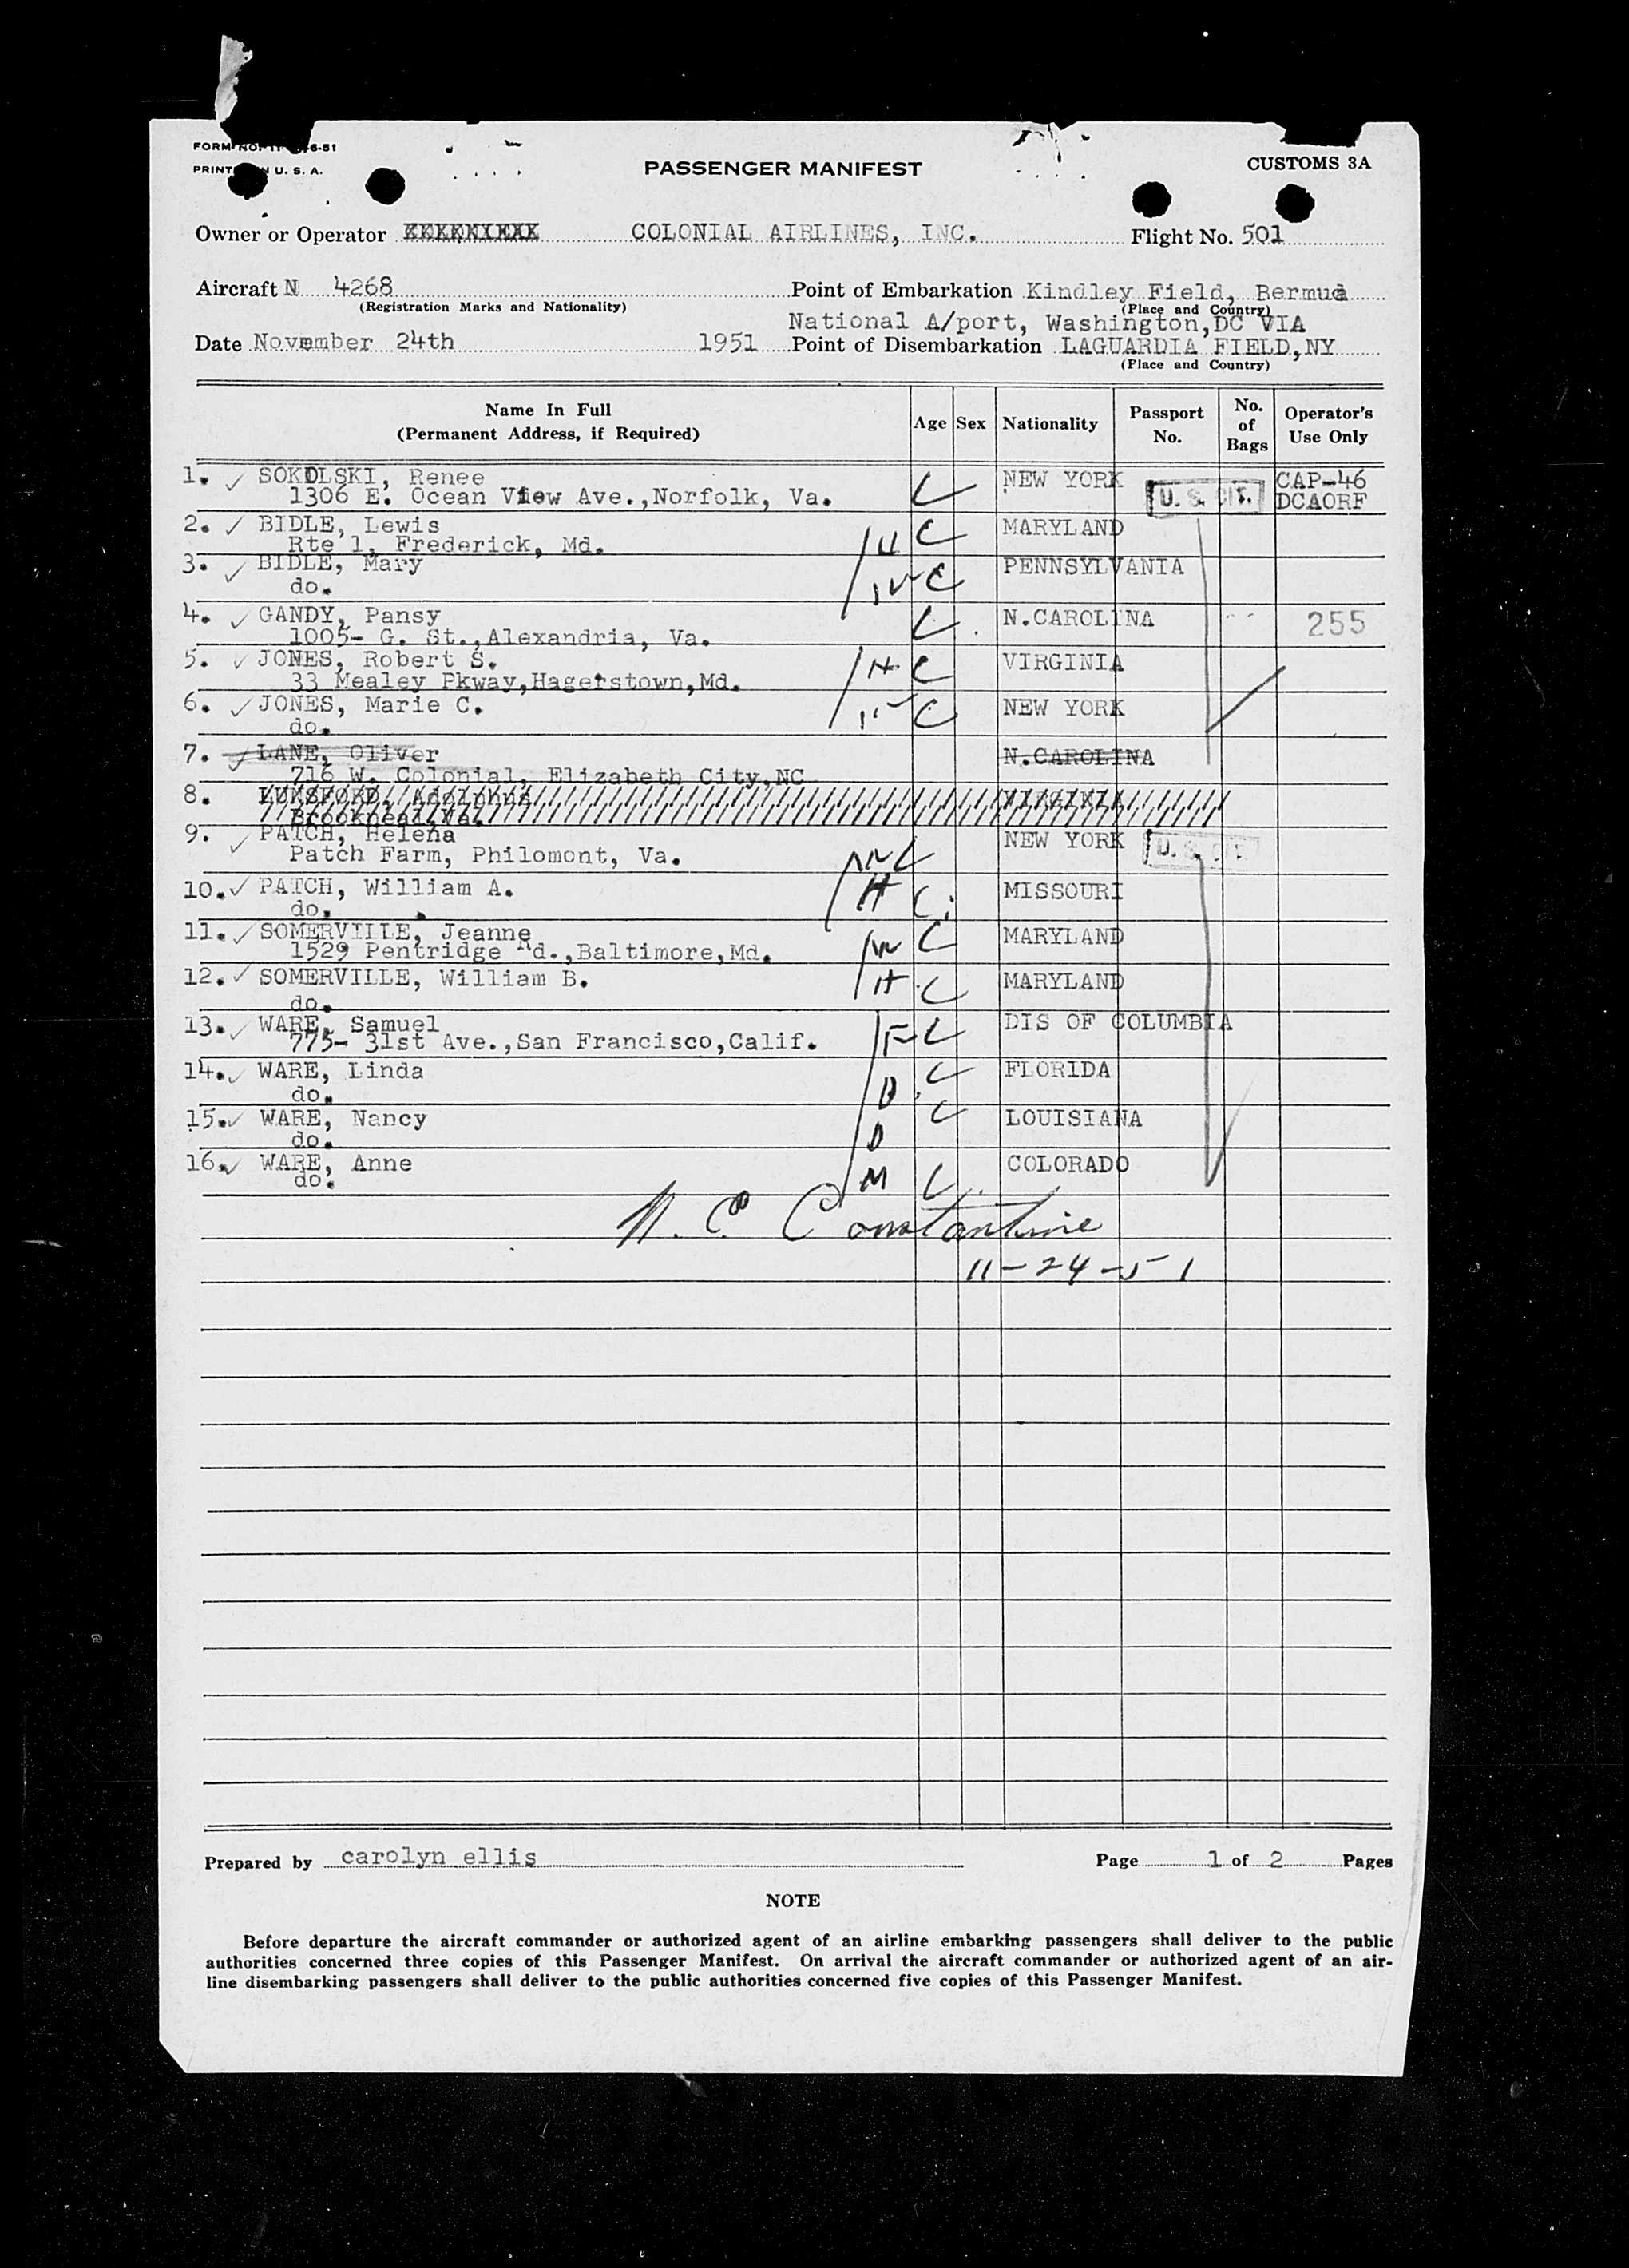 FORM NO. 6-51
PRINTED IN U. S. A.
PASSENGER MANIFEST
CUSTOMS 3A
Owner or Operator COLONIAL AIRLINES, INC. Flight No. 501
Aircraft N 4268 Point of Embarkation Kindley Field, Bermuda
(Registration Marks and Nationality) (Place and Country)
National A/port, Washington,DC VIA
Date November 24th 1951 Point of Disembarkation LAGUARDIA FIELD,NY
(Place and Country)
Name In Full (Permanent Address, if Required) Age Sex Nationality Passport No. No. of Bags Operator's Use Only
1. SOKOLSKI, Renee C NEW YORK U. S. CIT. CAP-46
1306 E. Ocean View Ave.,Norfolk, Va. DCAORF
2. BIDLE, Lewis C MARYLAND
Rte 1, Frederick, Md. H
3. BIDLE, Mary PENNSYLVANIA
do. W C
4. GANDY, Pansy C N.CAROLINA 255
1005- G. St.,Alexandria, Va.
5. JONES, Robert S. H C VIRGINIA
33 Mealey Pkway,Hagerstown,Md.
6. JONES, Marie C. W C NEW YORK
do.
7. LANE, Oliver N.CAROLINA
716 W. Colonial, Elizabeth City,NC
8. LUNSFORD, Adolphus VIRGINIA
Brookneal,Va.
9. PATCH, Helena NEW YORK U. S. CIT.
Patch Farm, Philomont, Va. W C
10. PATCH, William A. H C MISSOURI
do.
11. SOMERVILLE, Jeanne C MARYLAND
1529 Pentridge Rd.,Baltimore,Md. W
12. SOMERVILLE, William B. H C MARYLAND
do.
13. WARE, Samuel F C DIS OF COLUMBIA
775- 31st Ave.,San Francisco,Calif.
14. WARE, Linda C FLORIDA
do. D
15. WARE, Nancy C LOUISIANA
do. D
16. WARE, Anne COLORADO
do. M C
N. C. Constantine
11-24-51
Prepared by carolyn ellis Page 1 of 2 Pages
NOTE
Before departure the aircraft commander or authorized agent of an airline embarking passengers shall deliver to the public
authorities concerned three copies of this Passenger Manifest. On arrival the aircraft commander or authorized agent of an air-
line disembarking passengers shall deliver to the public authorities concerned five copies of this Passenger Manifest.